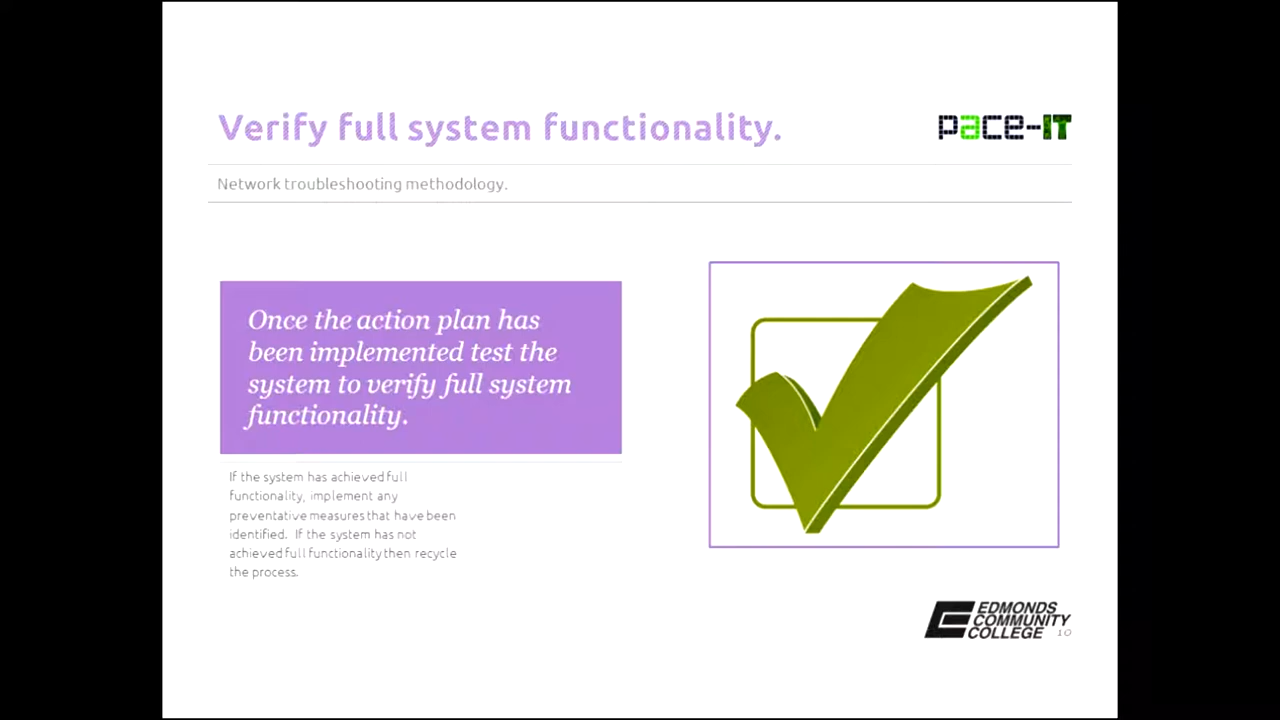 Verify full system functionality.
pace-IT
Network troubleshooting methodology.
Once the action plan has
been implemented test the
system to verify full system
functionality.
If the system has achieved full
functionality, implement any
preventative measures that have been
identified.  If the system has not
achieved full functionality then recycle
the process.
EDMONDS
COMMUNITY
COLLEGE
10